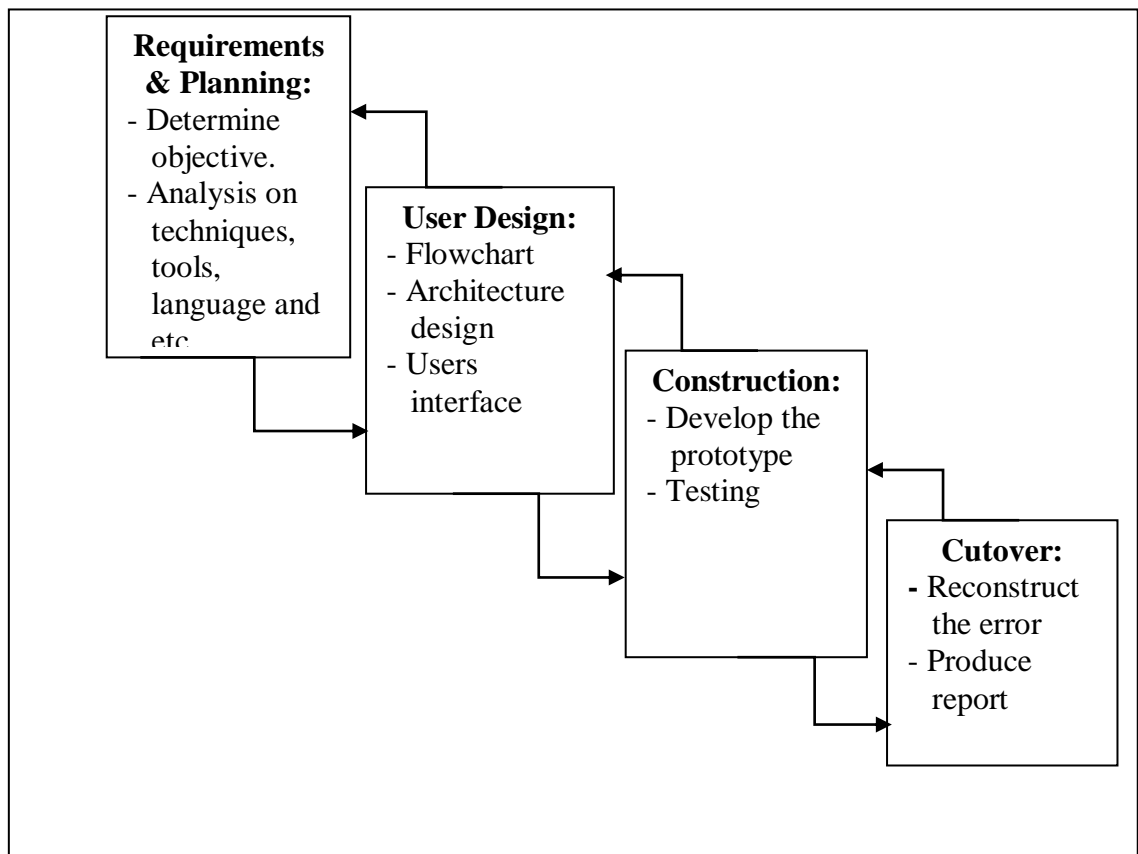 Requirements
& Planning:
- Determine
objective.
- Analysis on
techniques,
tools,
language and
etc
User Design:
- Flowchart
- Architecture
design
- Users
interface
Construction:
- Develop the
prototype
- Testing
Cutover:
- Reconstruct
the error
- Produce
report